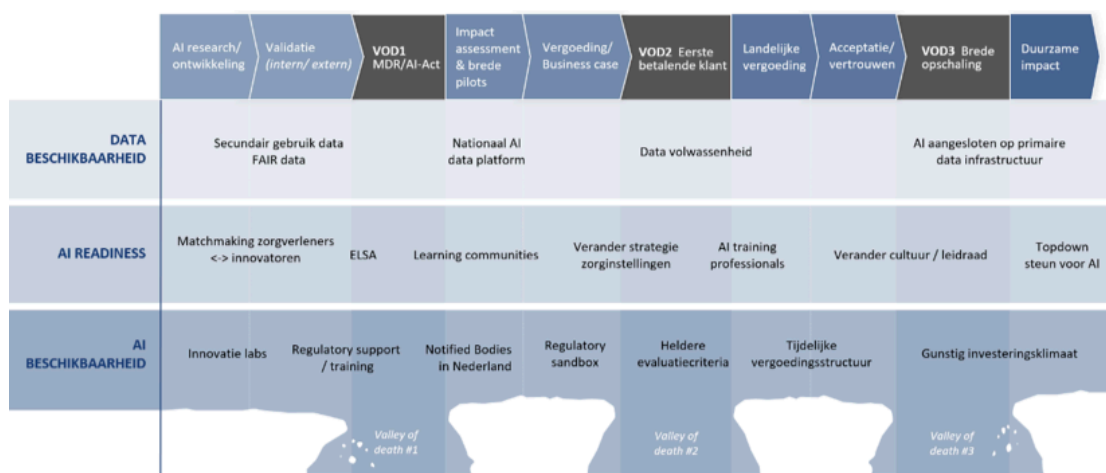 AI research/
ontwikkeling
Validatie
(intern/ extern)
VOD1
MDR/AI-Act
Impact
assessment
& brede
pilots
Vergoeding/
Business case
VOD2 Eerste
betalende klant
Landelijke
vergoeding
Acceptatie/
vertrouwen
VOD3 Brede
opschaling
Duurzame
impact
DATA
BESCHIKBAARHEID
Secundair gebruik data
FAIR data
Nationaal AI
data platform
Data volwassenheid
AI aangesloten op primaire
data infrastructuur
AI READINESS
Matchmaking zorgverleners
<-> innovatoren
ELSA
Learning communities
Verander strategie
zorginstellingen
AI training
professionals
Verander cultuur / leidraad
Topdown
steun voor AI
AI
BESCHIKBAARHEID
Innovatie labs
Regulatory support
/ training
Notified Bodies
in Nederland
Regulatory
sandbox
Heldere
evaluatiecriteria
Tijdelijke
vergoedingsstructuur
Gunstig investeringsklimaat
Valley of
death #1
Valley of
death #2
Valley of
death #3